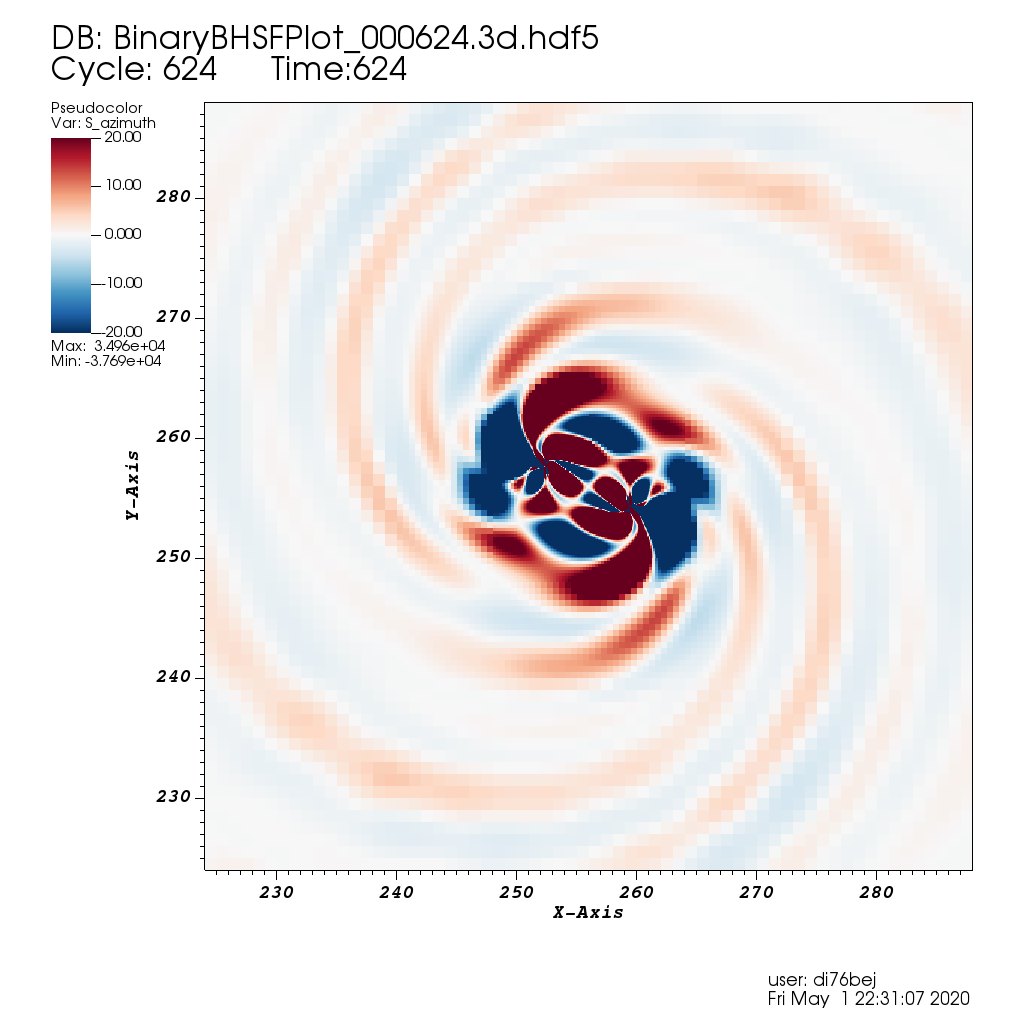 DB: BinaryBHSFPlot_000624.3d.hdf5
Cycle: 624 Time:624
Pseudocolor
Var: S_azimuth
20.00
10.00
0.000
-10.00
-20.00
Max: 3.496e+04
Min: -3.769e+04
280
270
260
250
240
230
Y-Axis
230 240 250 260 270 280
X-Axis
user: di76bej
Fri May 1 22:31:07 2020